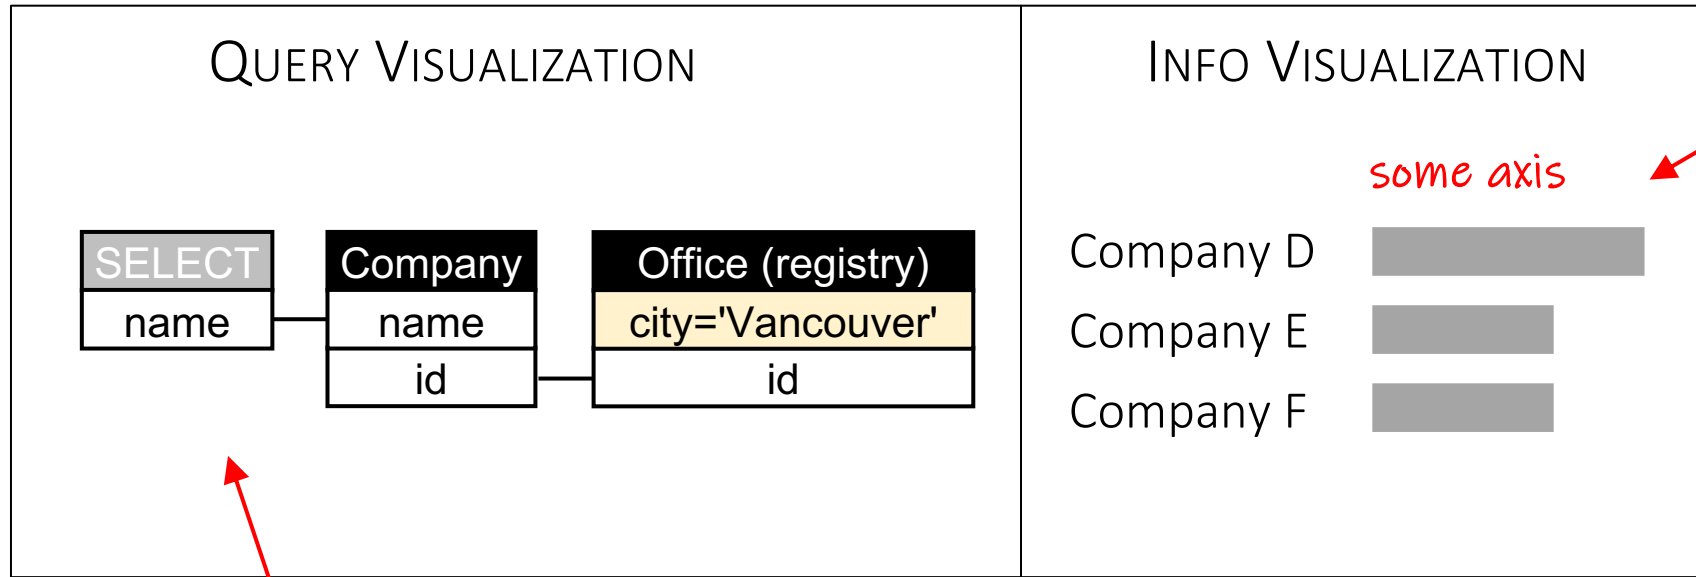 QUERY VISUALIZATION
SELECT
name
Company
name
id
Office (registry)
city='Vancouver'
id
INFO VISUALIZATION
some axis
Company D
Company E
Company F